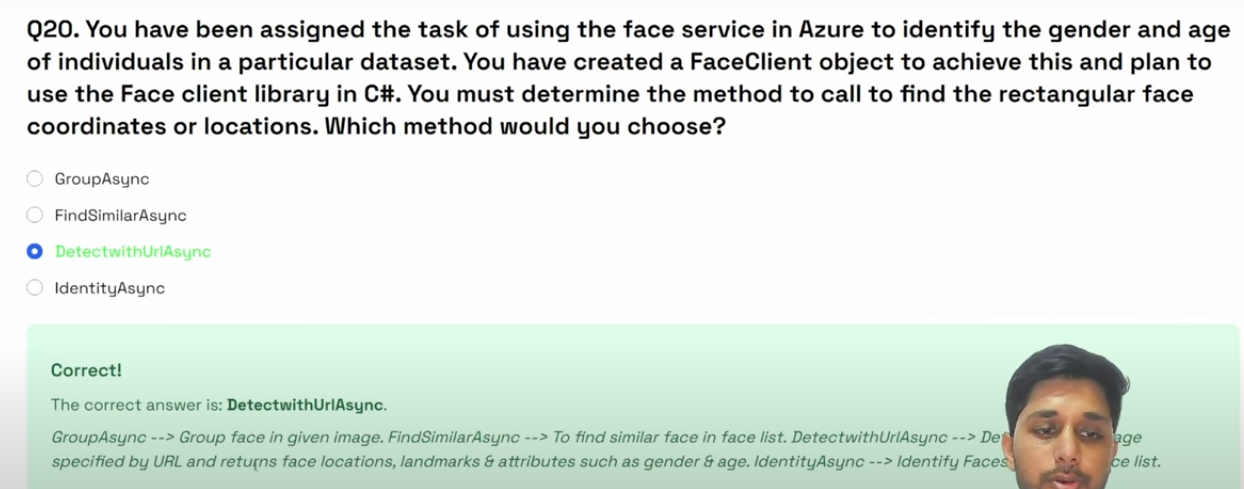 Q20. You have been assigned the task of using the face service in Azure to identify the gender and age
of individuals in a particular dataset. You have created a FaceClient object to achieve this and plan to
use the Face client library in C#. You must determine the method to call to find the rectangular face
coordinates or locations. Which method would you choose?
GroupAsync
FindSimilarAsync
DetectwithUrlAsync
IdentityAsync
Correct!
The correct answer is: DetectwithUrlAsync.
GroupAsync --> Group face in given image. FindSimilarAsync --> To find similar face in face list. DetectwithUrlAsync -->
specified by URL and returns face locations, landmarks & attributes such as gender & age. IdentityAsync --> Identify Faces list.